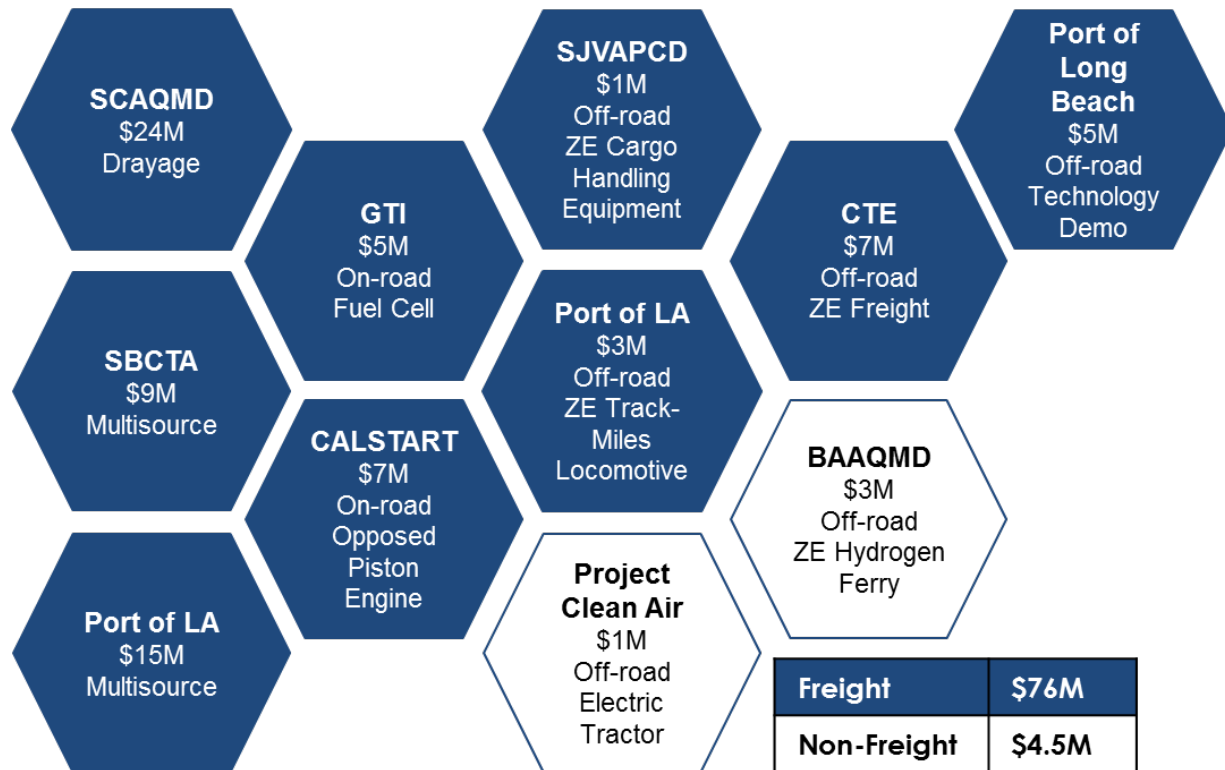 SCAQMD
$24M
Drayage
SBCTA
$9M
Multisource
Port of LA
$15M
Multisource
GTI
$5M
On-road
Fuel Cell
CALSTART
$7M
On-road
Opposed
Piston
Engine
SJVAPCD
$1M
Off-road
ZE Cargo
Handling
Equipment
Port of LA
$3M
Off-road
ZE Track-
Miles
Locomotive
Project
Clean Air
$1M
Off-road
Electric
Tractor
CTE
$7M
Off-road
ZE Freight
BAAQMD
$3M
Off-road
ZE Hydrogen
Ferry
Port of
Long
Beach
$5M
Off-road
Technology
Demo
Freight $76M
Non-Freight $4.5M